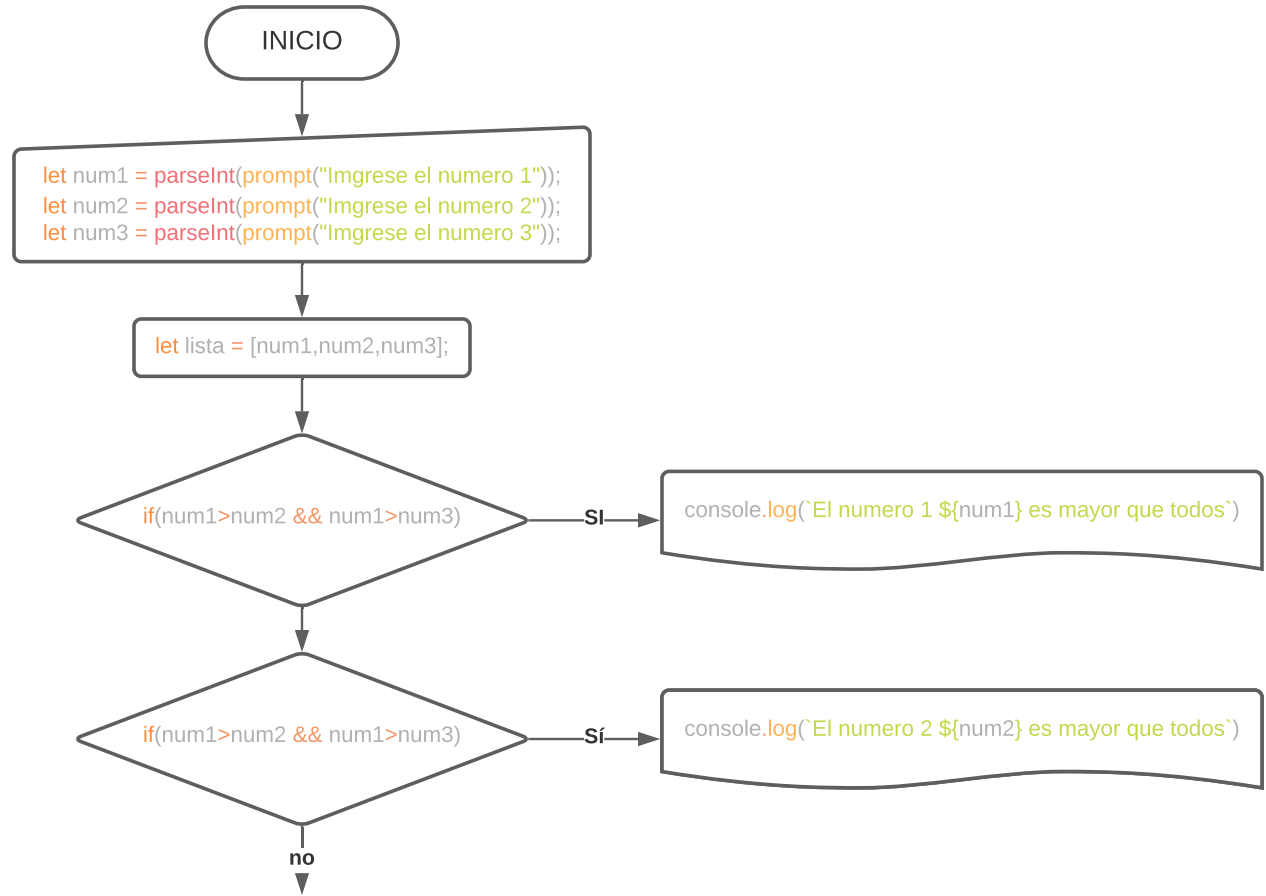 INICIO
let num1 = parseInt(prompt("Imgrese el numero 1"));
let num2 = parseInt(prompt("Imgrese el numero 2"));
let num3 = parseInt(prompt("Imgrese el numero 3"));
let lista = [num1,num2,num3];
if(num1>num2 && num1>num3)
SI
console.log(`El numero 1 ${num1} es mayor que todos`)
if(num1>num2 && num1>num3)
Sí
console.log(`El numero 2 ${num2} es mayor que todos`)
no